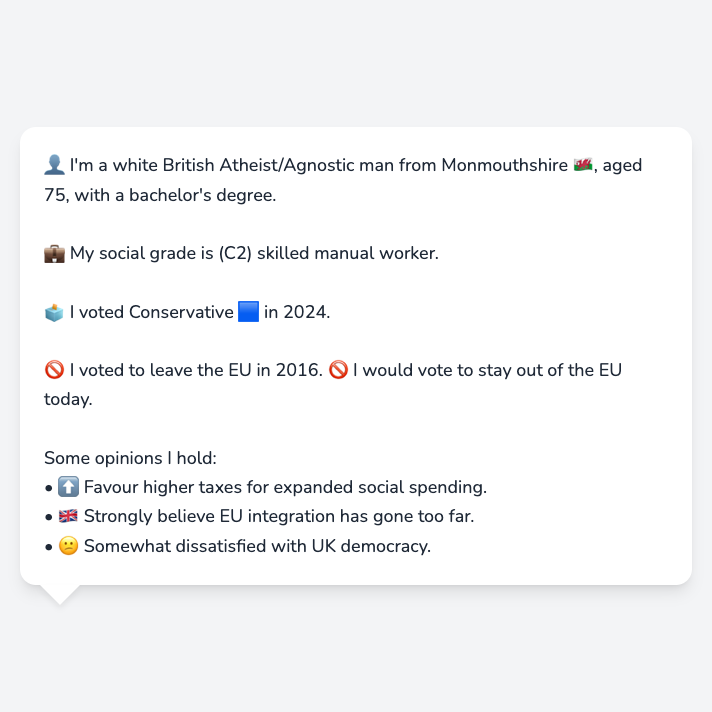 👤 I'm a white British Atheist/Agnostic man from Monmouthshire 🏴󠁧󠁢󠁷󠁬󠁳󠁿, aged
75, with a bachelor's degree.
💼 My social grade is (C2) skilled manual worker.
🗳️ I voted Conservative 🟦 in 2024.
🚫 I voted to leave the EU in 2016. 🚫 I would vote to stay out of the EU
today.
Some opinions I hold:
• ⬆️ Favour higher taxes for expanded social spending.
• 🇬🇧 Strongly believe EU integration has gone too far.
• 😕 Somewhat dissatisfied with UK democracy.